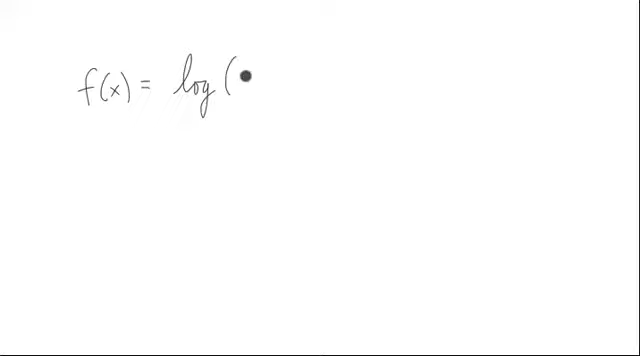 f(x) = log (